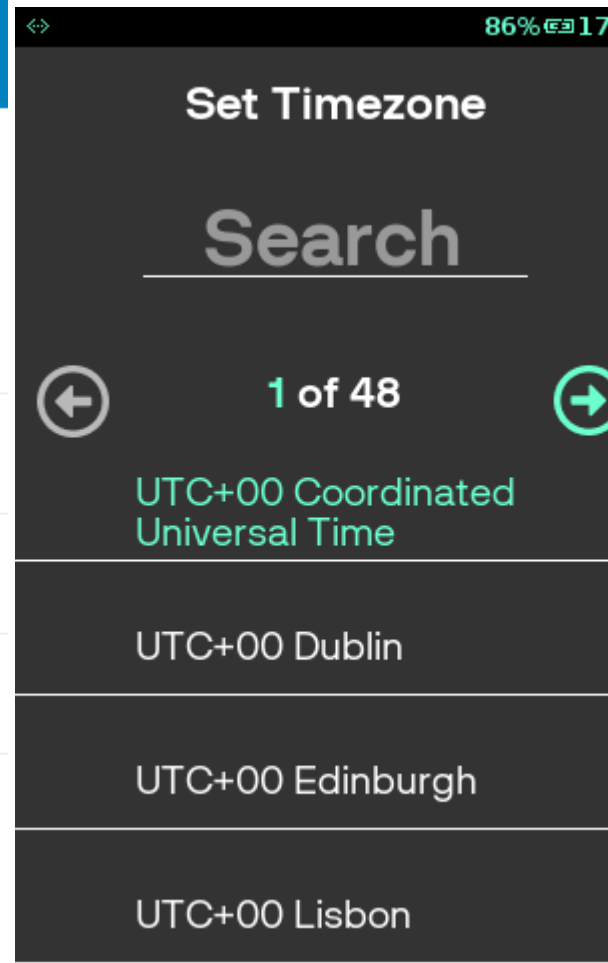 86% 17
Set Timezone
Search
1 of 48
UTC+00 Coordinated
Universal Time
UTC+00 Dublin
UTC+00 Edinburgh
UTC+00 Lisbon